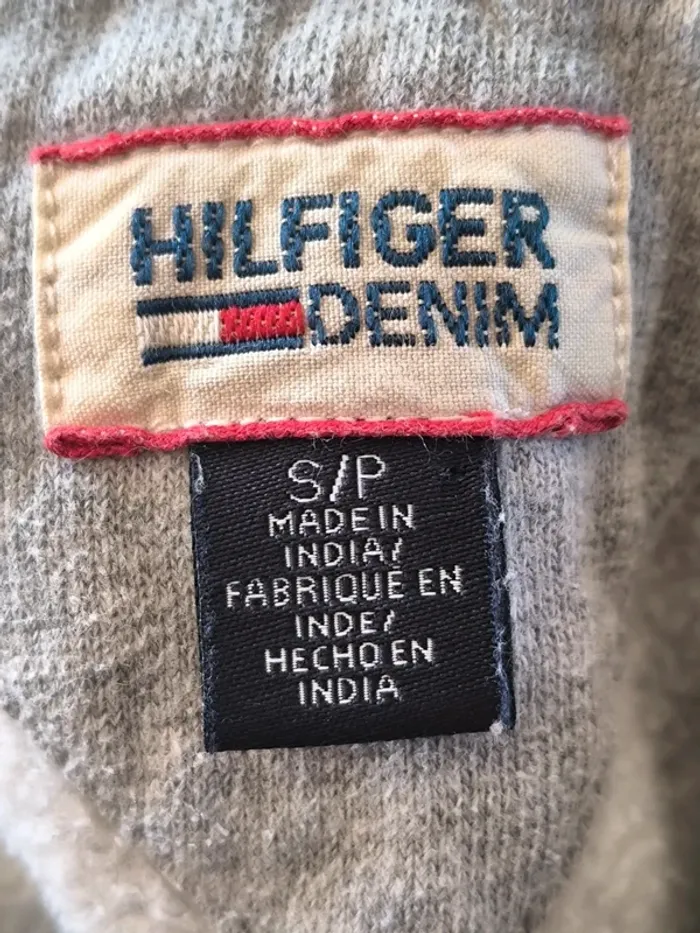 HILFIGER
DENIM
S/P
MADE IN
INDIA/
FABRIQUÉ EN
INDE/
HECHO EN
INDIA